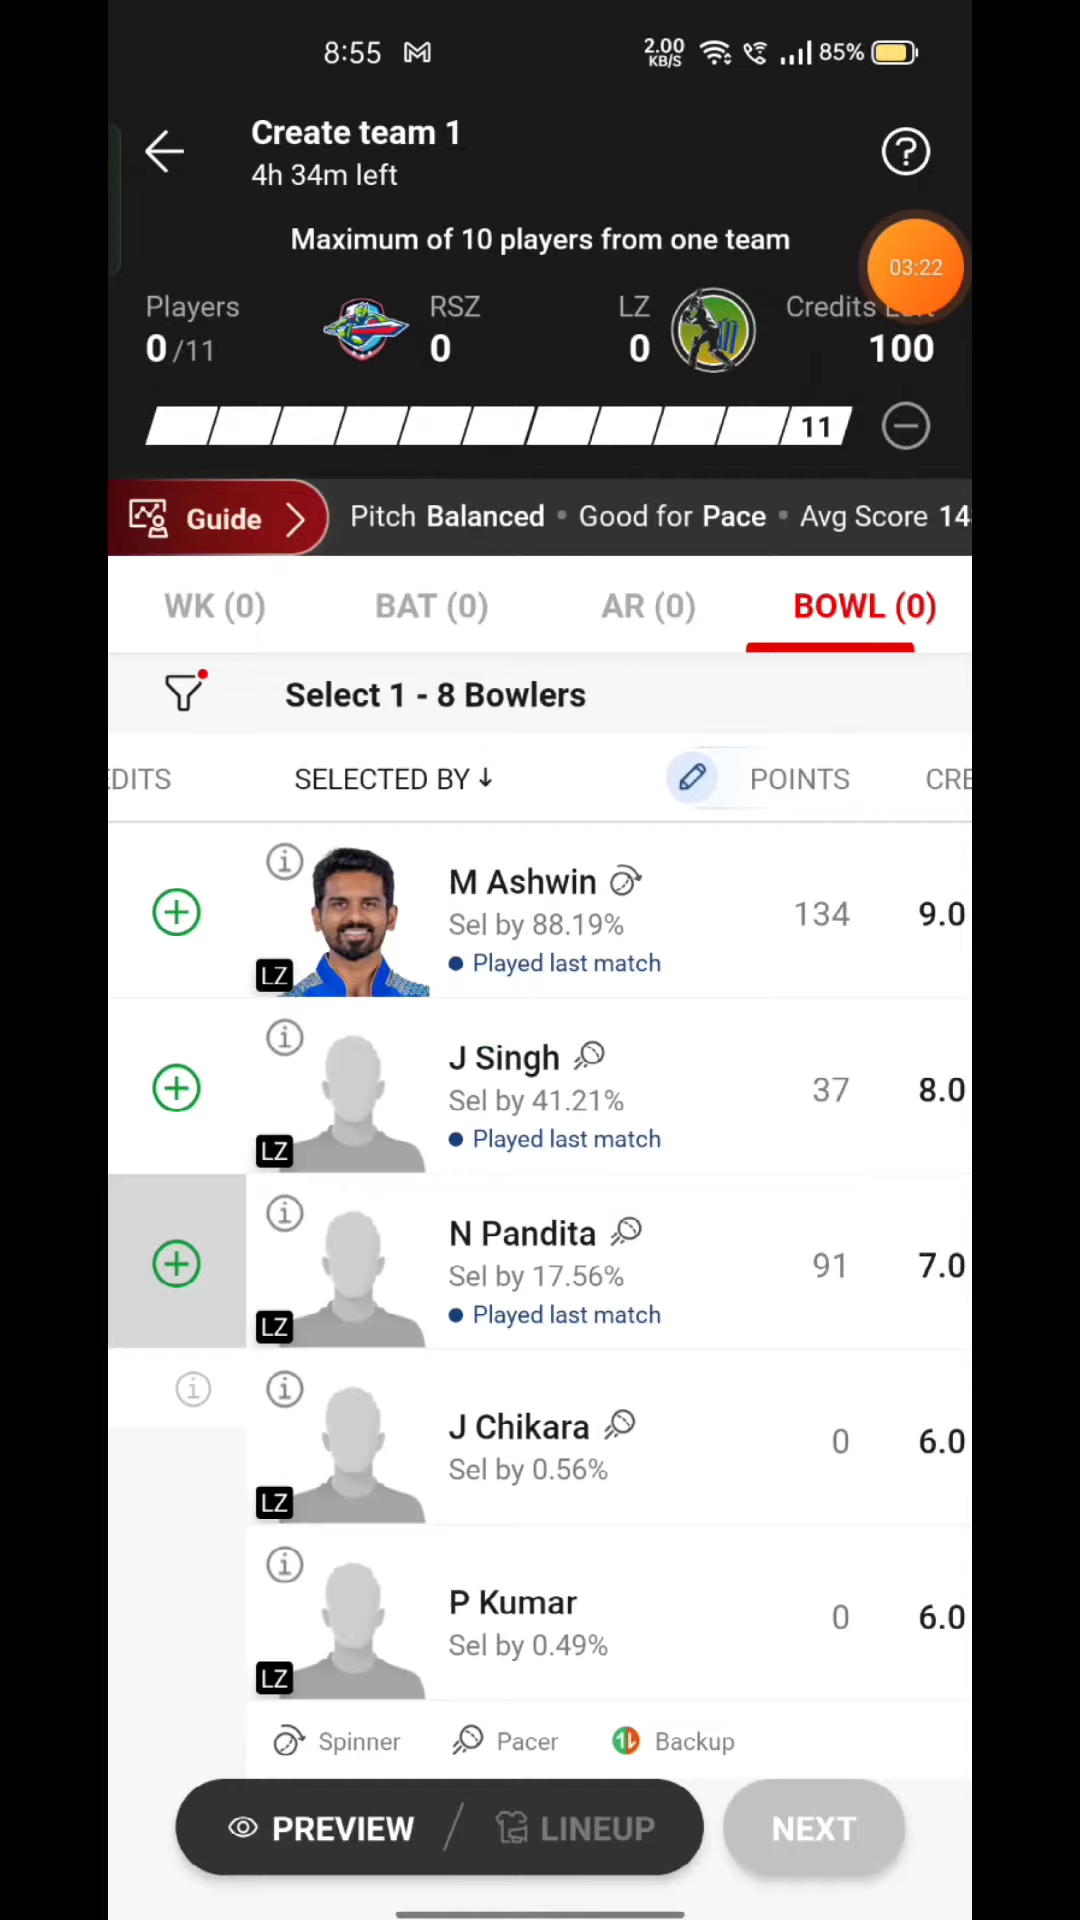 8:55
2.00 KB/S
85%
Create team 1
4h 34m left
Maximum of 10 players from one team
03:22
Players
RSZ
LZ
Credits
0/11
0
0
100
11
Guide
Pitch Balanced • Good for Pace • Avg Score 14
WK (0)
BAT (0)
AR (0)
BOWL (0)
Select 1 - 8 Bowlers
EDITS
SELECTED BY ↓
POINTS
CRE
M Ashwin
Sel by 88.19%
134
9.0
• Played last match
LZ
J Singh
Sel by 41.21%
37
8.0
• Played last match
LZ
N Pandita
Sel by 17.56%
91
7.0
• Played last match
LZ
J Chikara
Sel by 0.56%
0
6.0
LZ
P Kumar
Sel by 0.49%
0
6.0
LZ
Spinner
Pacer
Backup
PREVIEW / LINEUP
NEXT